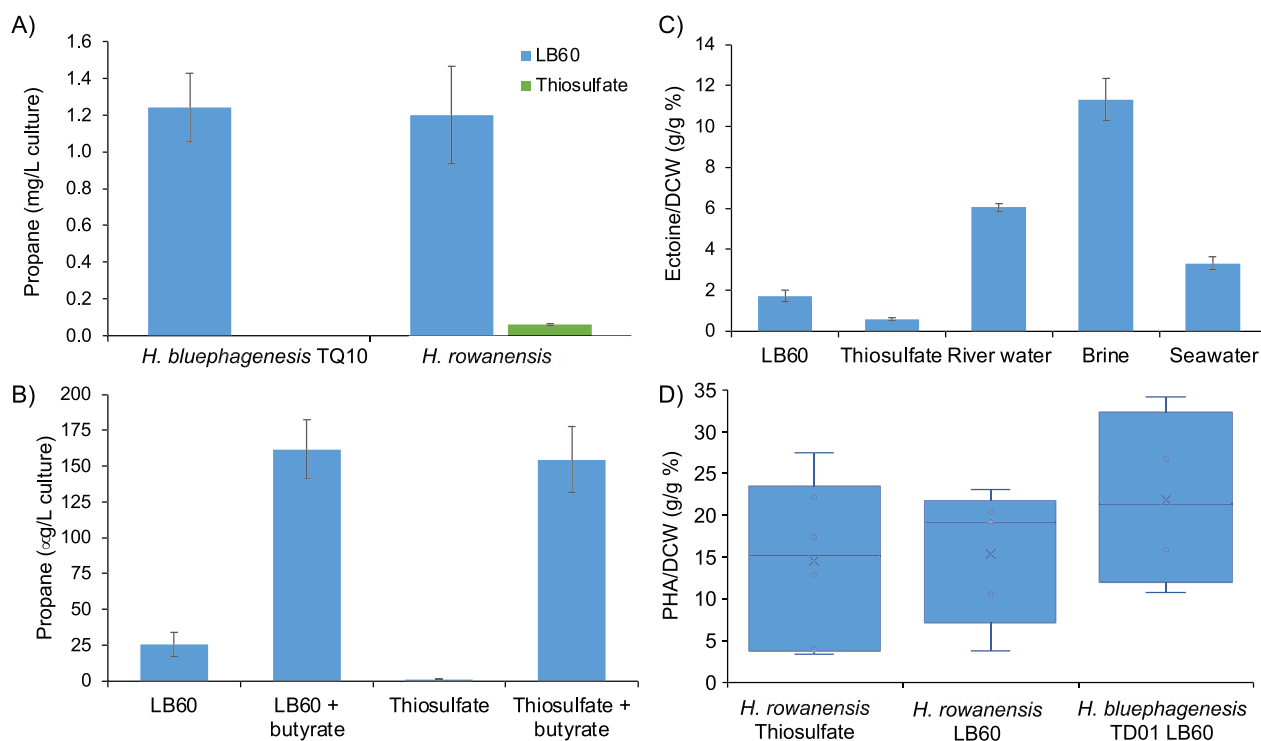 A)
Propane (mg/L culture)
1.6
1.4
1.2
1.0
0.8
0.6
0.4
0.2
0.0
LB60
Thiosulfate
H. bluephagenesis TQ10
H. rowanensis
B)
Propane (∝g/L culture)
200
175
150
125
100
75
50
25
0
LB60
LB60 +
butyrate
Thiosulfate
Thiosulfate +
butyrate
C)
Ectoine/DCW (g/g %)
14
12
10
8
6
4
2
0
LB60
Thiosulfate
River water
Brine
Seawater
D)
PHA/DCW (g/g %)
35
30
25
20
15
10
5
0
H. rowanensis
Thiosulfate
H. rowanensis
LB60
H. bluephagenesis
TD01 LB60